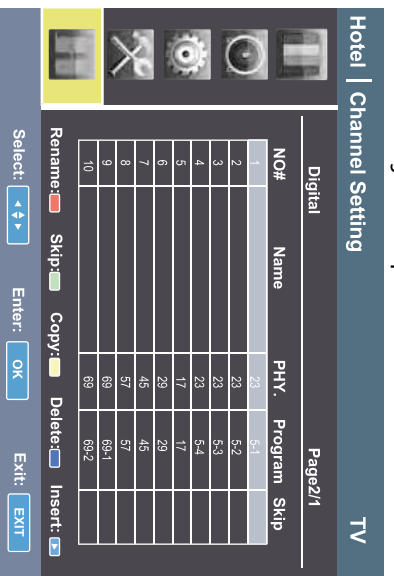 Hotel | Channel Setting TV
Digital Page2/1
NO# Name PHY. Program Skip
1 23 5-1
2 23 5-2
3 23 5-3
4 23 5-4
5 17 17
6 29 29
7 45 45
8 57 57
9 69 69-1
10 69 69-2
Rename: Skip: Copy: Delete: Insert:
Select: Enter: OK Exit: EXIT